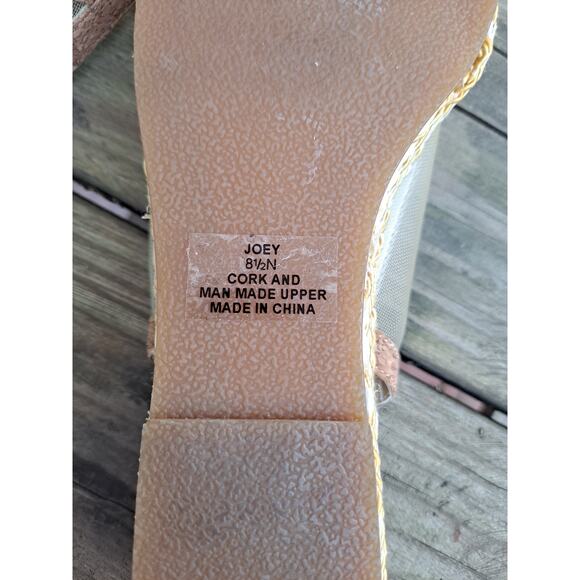 JOEY
8½N
CORK AND
MAN MADE UPPER
MADE IN CHINA